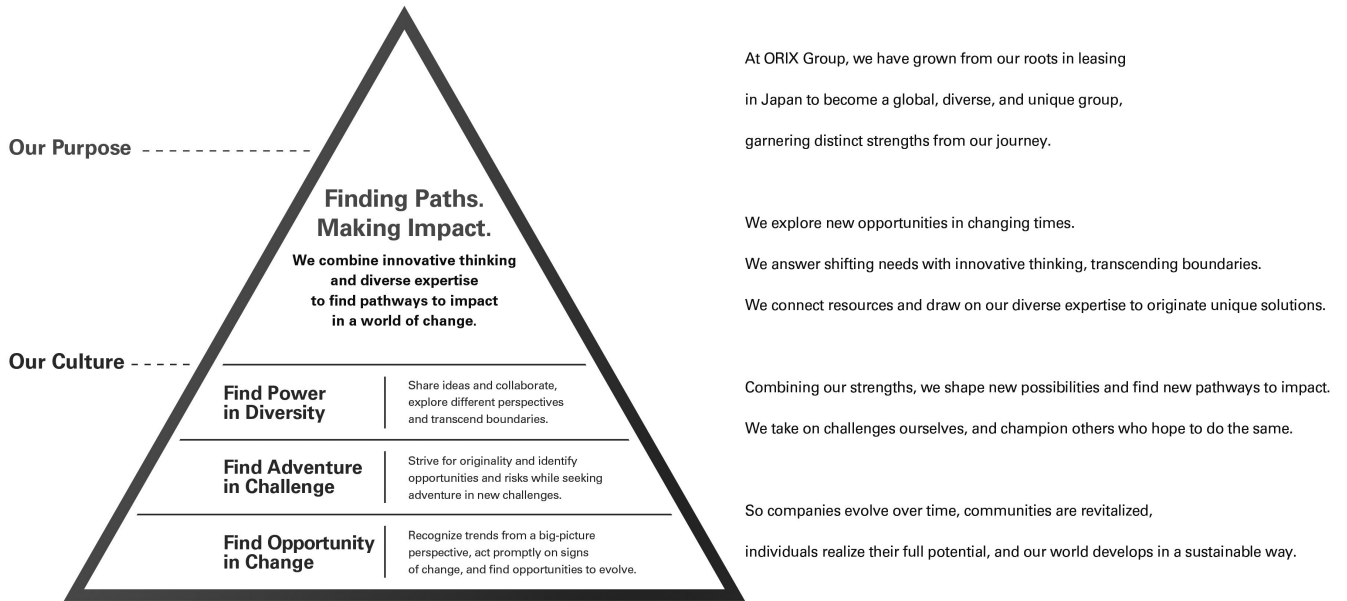 Our Purpose
Finding Paths.
Making Impact.
We combine innovative thinking
and diverse expertise
to find pathways to impact
in a world of change.
Our Culture
Find Power
in Diversity
Share ideas and collaborate,
explore different perspectives
and transcend boundaries.
Find Adventure
in Challenge
Strive for originality and identify
opportunities and risks while seeking
adventure in new challenges.
Find Opportunity
in Change
Recognize trends from a big-picture
perspective, act promptly on signs
of change, and find opportunities to evolve.
At ORIX Group, we have grown from our roots in leasing
in Japan to become a global, diverse, and unique group,
garnering distinct strengths from our journey.
We explore new opportunities in changing times.
We answer shifting needs with innovative thinking, transcending boundaries.
We connect resources and draw on our diverse expertise to originate unique solutions.
Combining our strengths, we shape new possibilities and find new pathways to impact.
We take on challenges ourselves, and champion others who hope to do the same.
So companies evolve over time, communities are revitalized,
individuals realize their full potential, and our world develops in a sustainable way.